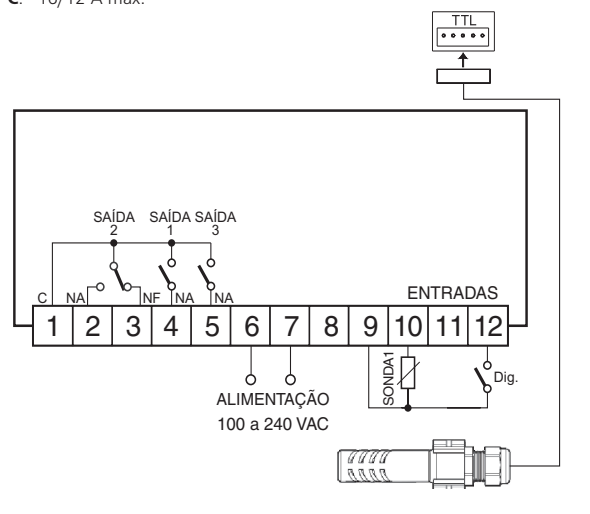 C: 10/12 A máx.
TTL
SAÍDA 2 SAÍDA 1 SAÍDA 3
C NA NF NA NA ENTRADAS
1 2 3 4 5 6 7 8 9 10 11 12
SONDA1
Dig.
ALIMENTAÇÃO
100 a 240 VAC